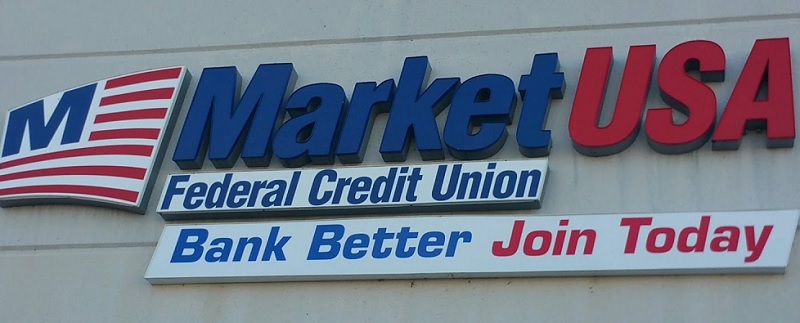 M MarketUSA
Federal Credit Union
Bank Better Join Today